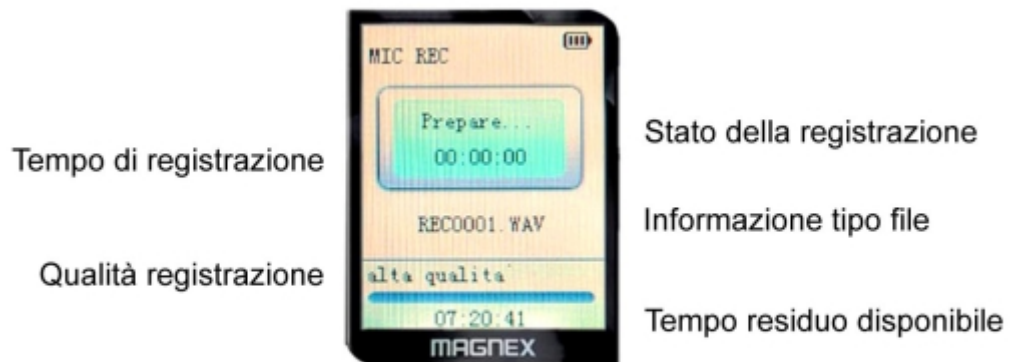 MIC REC
Prepare...
Stato della registrazione
Tempo di registrazione
00:00:00
REC0001.WAV
Informazione tipo file
Qualità registrazione
alta qualita`
07:20:41
Tempo residuo disponibile
MAGNEX